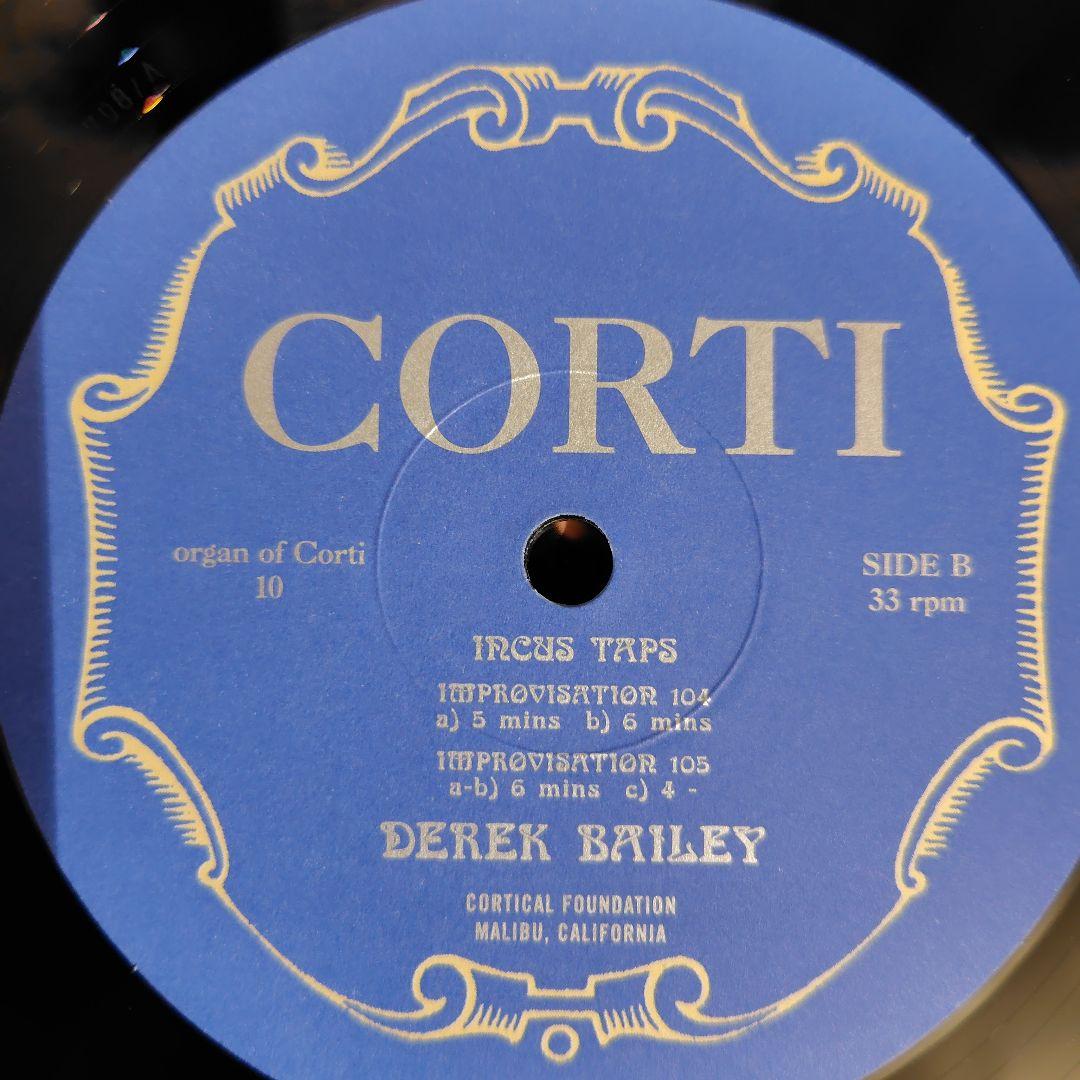 CORTI
organ of Corti
10
SIDE B
33 rpm
INCUS TAPS
IMPROVISATION 104
a) 5 mins b) 6 mins
IMPROVISATION 105
a-b) 6 mins c) 4 -
DEREK BAILEY
CORTICAL FOUNDATION
MALIBU, CALIFORNIA